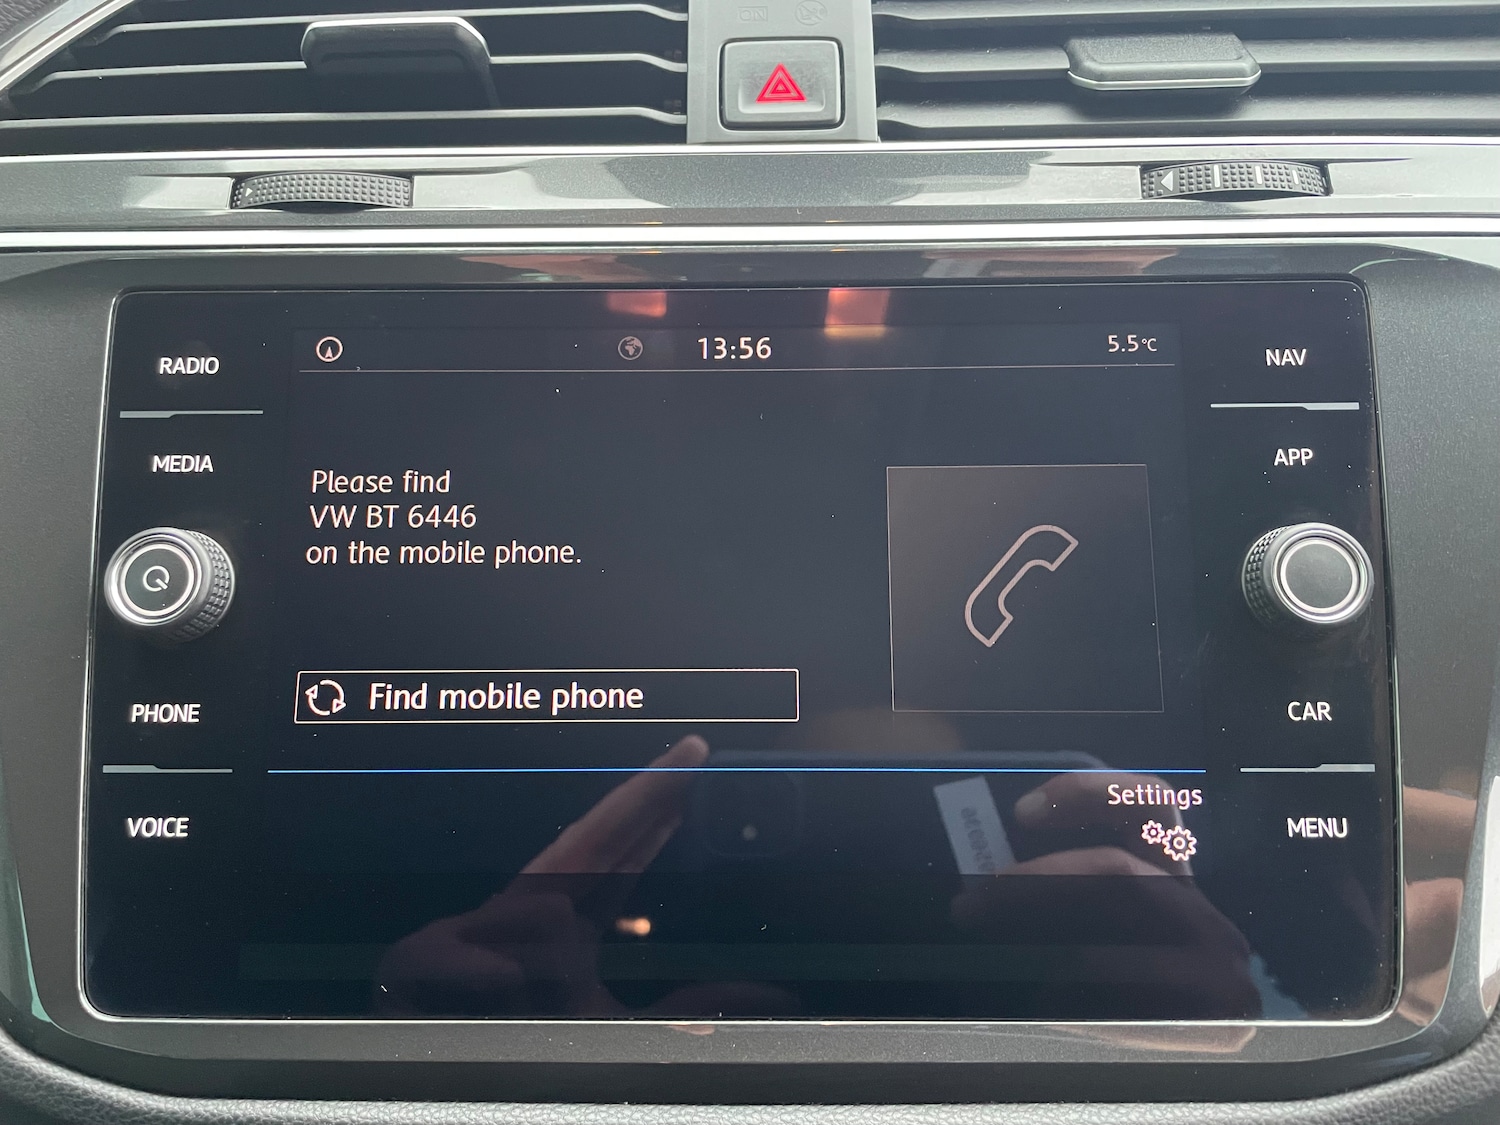 RADIO
MEDIA
PHONE
VOICE
13:56
5.5°C
Please find
VW BT 6446
on the mobile phone.
Find mobile phone
Settings
NAV
APP
CAR
MENU